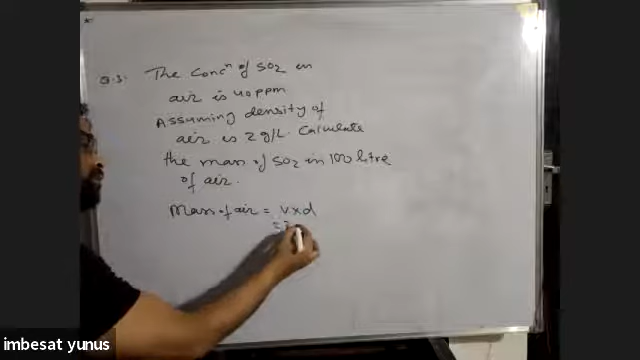 Q.3. The Concⁿ of SO2 in
air is 40 ppm
Assuming density of
air is 2 g/L. Calculate
the mass of SO2 in 100 litre
of air.
Mass of air = V x d
=
imbesat yunus